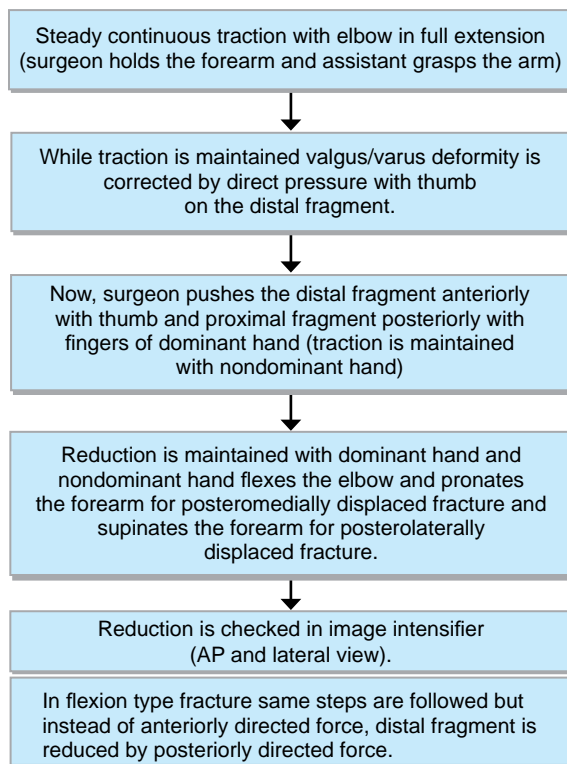 Steady continuous traction with elbow in full extension
(surgeon holds the forearm and assistant grasps the arm)
While traction is maintained valgus/varus deformity is
corrected by direct pressure with thumb
on the distal fragment.
Now, surgeon pushes the distal fragment anteriorly
with thumb and proximal fragment posteriorly with
fingers of dominant hand (traction is maintained
with nondominant hand)
Reduction is maintained with dominant hand and
nondominant hand flexes the elbow and pronates
the forearm for posteromedially displaced fracture and
supinates the forearm for posterolaterally
displaced fracture.
Reduction is checked in image intensifier
(AP and lateral view).
In flexion type fracture same steps are followed but
instead of anteriorly directed force, distal fragment is
reduced by posteriorly directed force.